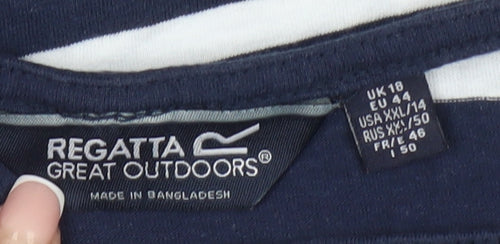 REGATTA
GREAT OUTDOORS®
MADE IN BANGLADESH
UK 18
EU 44
USA XXL/14
RUS XXL/50
FR/E 46
I 50